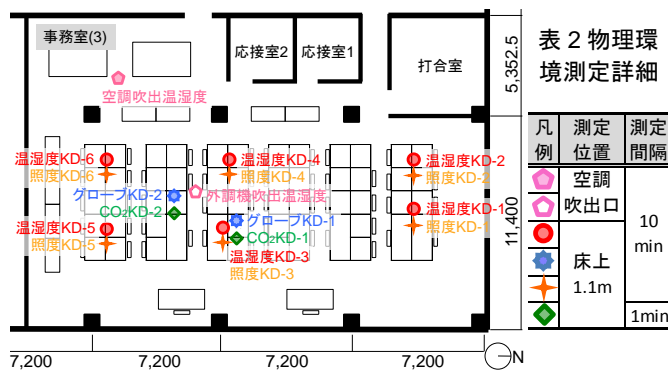 事務室(3)
応接室2
応接室1
打合室
空調吹出温湿度
温湿度KD-6
照度KD-6
温湿度KD-4
照度KD-4
温湿度KD-2
照度KD-2
グローブKD-2
外調機吹出温湿度
CO₂KD-2
温湿度KD-1
照度KD-1
温湿度KD-5
照度KD-5
グローブKD-1
CO₂KD-1
温湿度KD-3
照度KD-3
5,352.5
11,400
7,200
7,200
7,200
7,200
N
表2物理環
境測定詳細
凡例
測定位置
測定間隔
空調
吹出口
床上
1.1m
10
min
1min